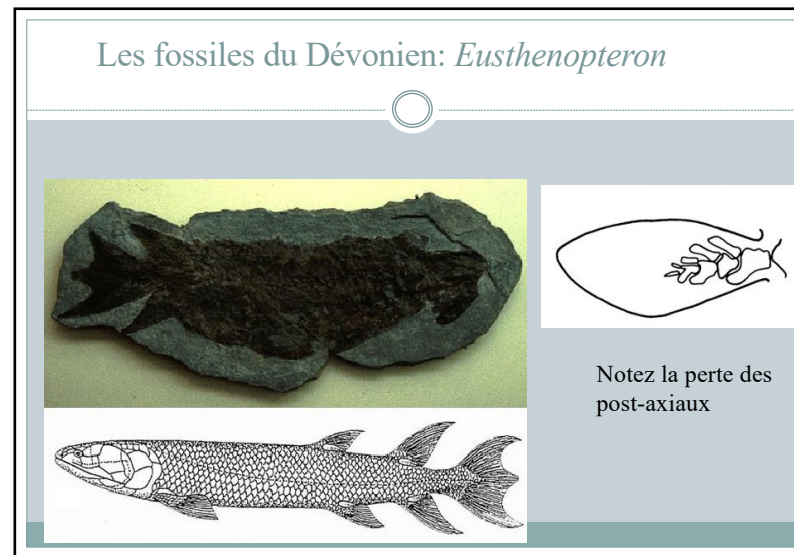 Les fossiles du Dévonien: Eusthenopteron
Notez la perte des
post-axiaux